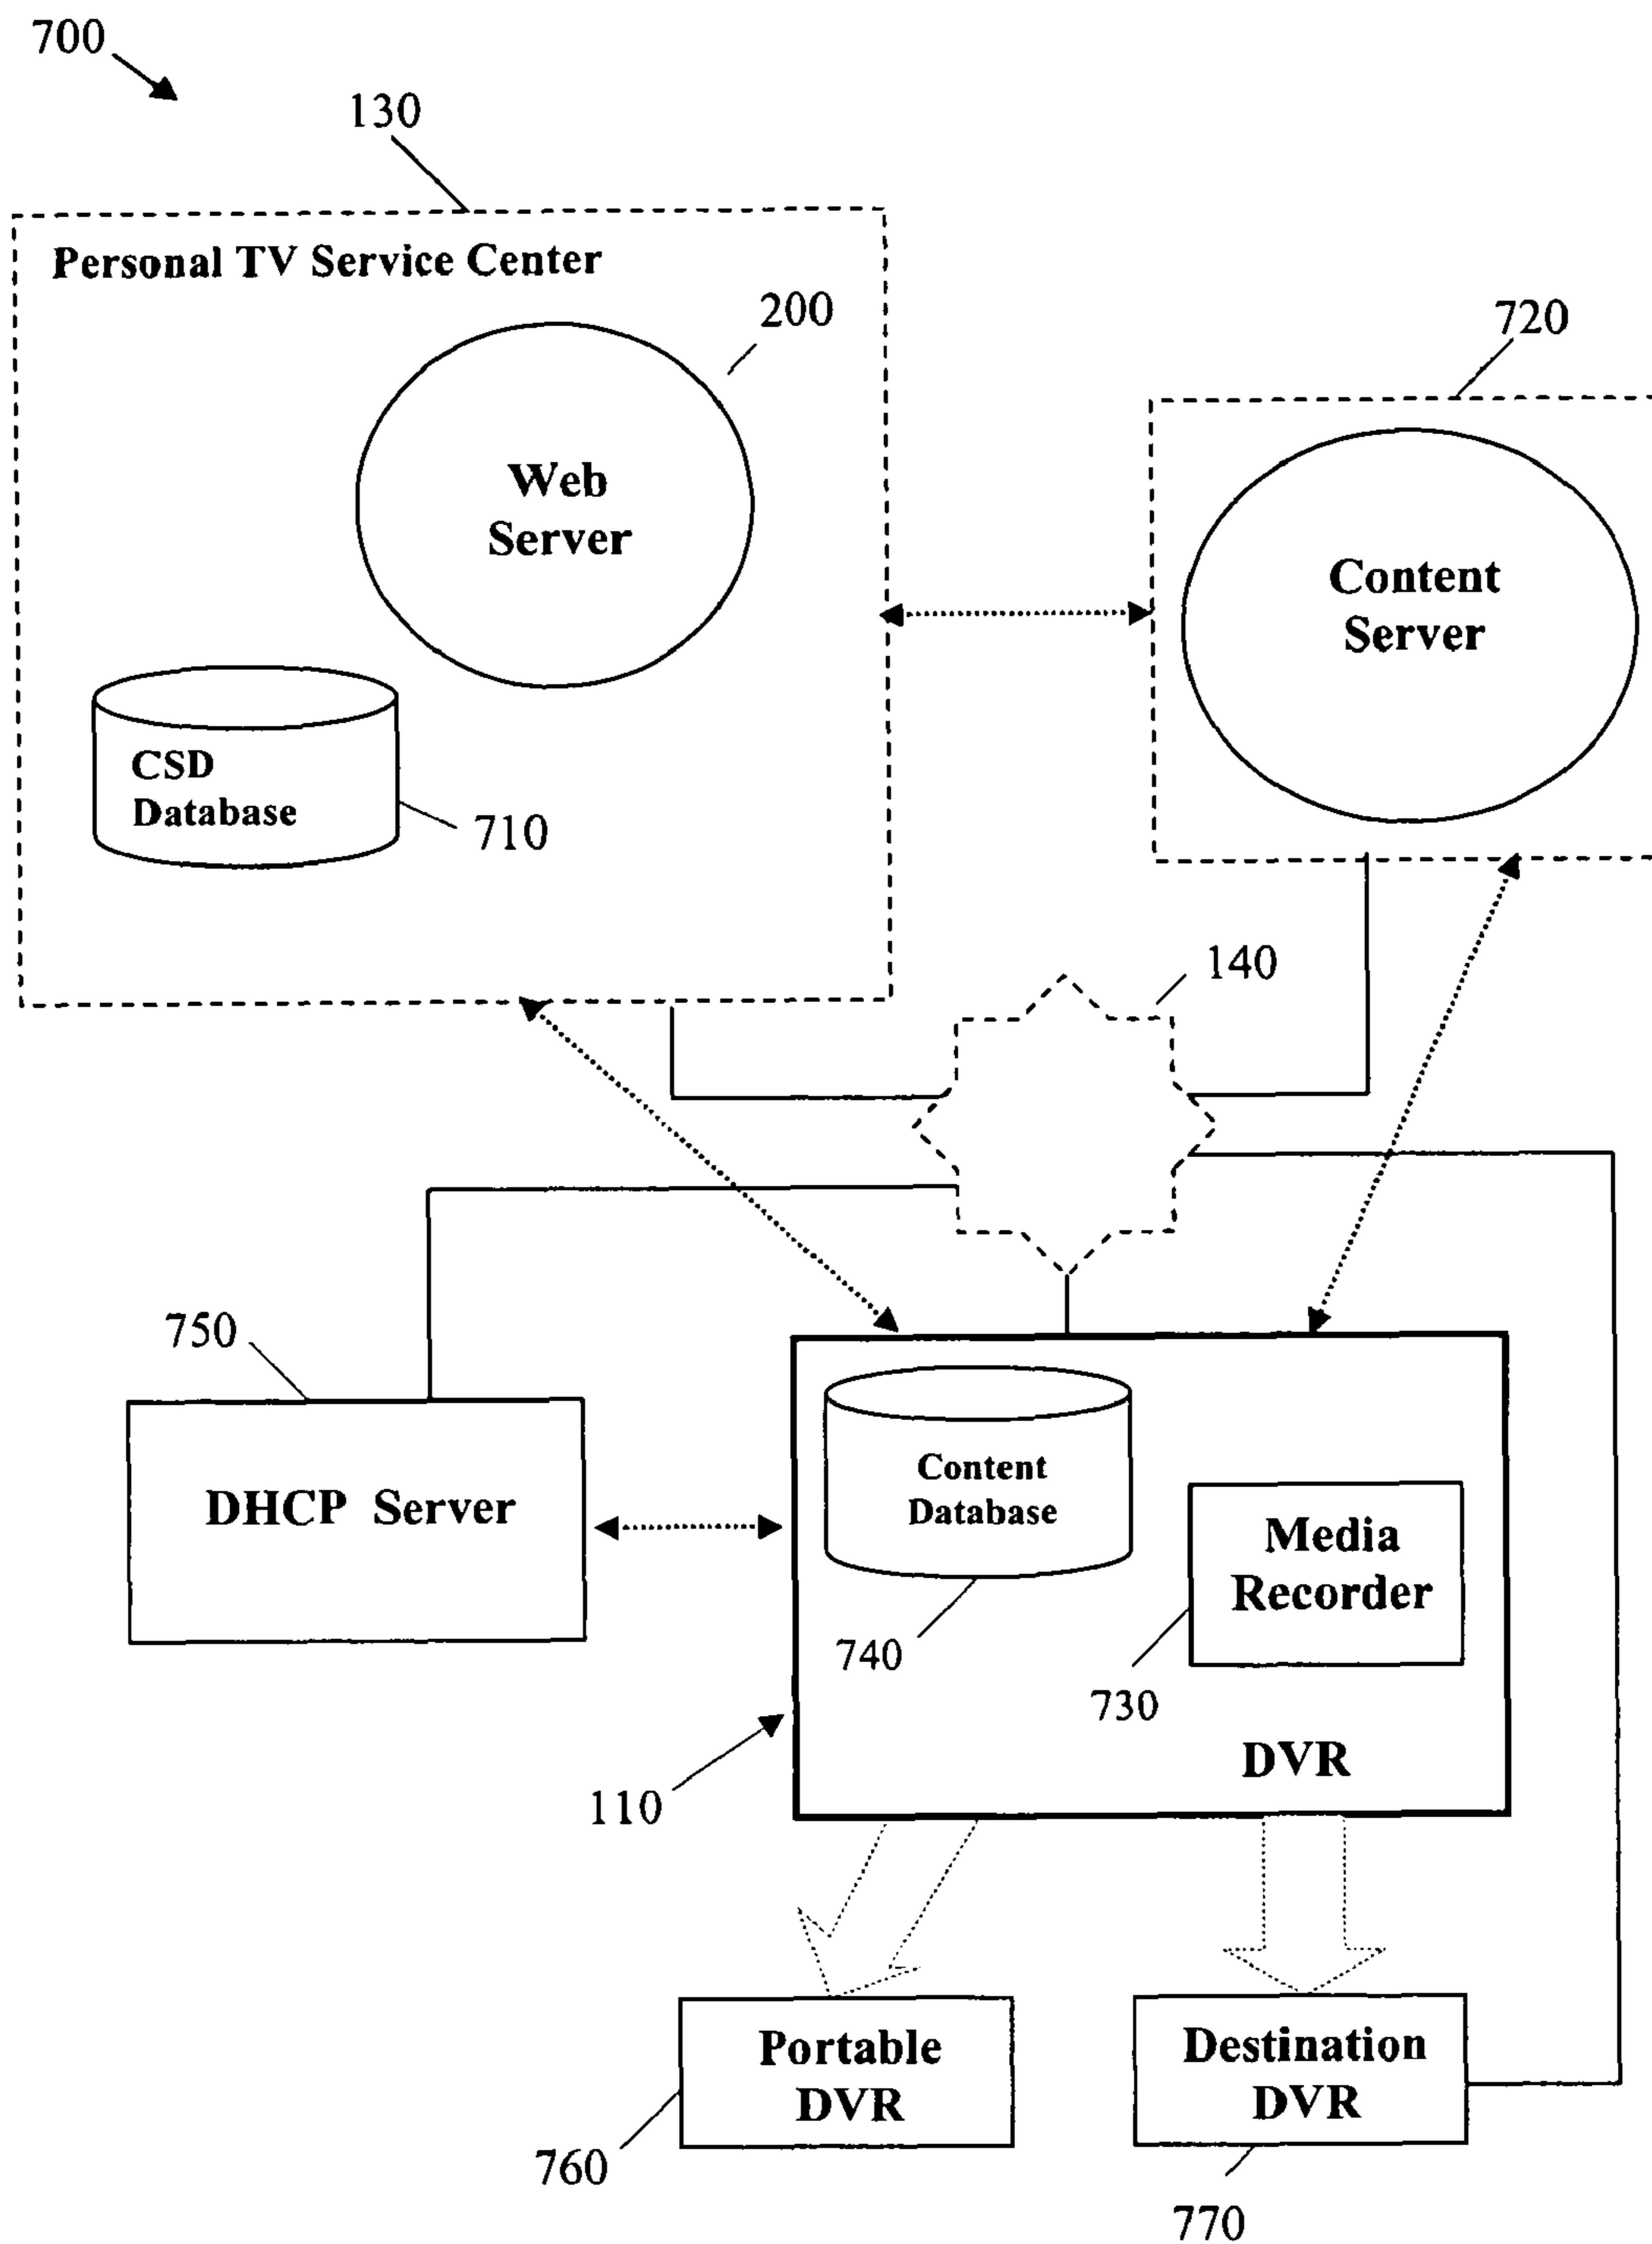 700
130
Personal TV Service Center
200
720
Web
Server
Content
Server
CSD
Database
710
140
750
DHCP Server
Content
Database
Media
Recorder
740
730
DVR
110
Portable
DVR
Destination
DVR
760
770